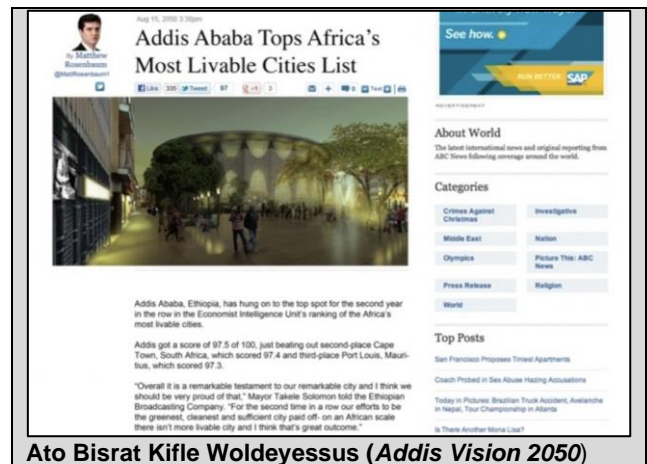 Aug 15, 2050 3:36pm
By Matthew
Rosenbaum
@MattRosenbaum1
Addis Ababa Tops Africa's
Most Livable Cities List
Like 335 Tweet 97 +1 3 0 Text
Addis Ababa, Ethiopia, has hung on to the top spot for the second year
in the row in the Economist Intelligence Unit's ranking of the Africa's
most livable cities.
Addis got a score of 97.5 of 100, just beating out second-place Cape
Town, South Africa, which scored 97.4 and third-place Port Louis, Mauri-
tius, which scored 97.3.
"Overall it is a remarkable testament to our remarkable city and I think we
should be very proud of that," Mayor Takele Solomon told the Ethiopian
Broadcasting Company. "For the second time in a row our efforts to be
the greenest, cleanest and sufficient city paid off- on an African scale
there isn't more livable city and I think that's great outcome."
See how.
RUN BETTER SAP
ADVERTISEMENT
About World
The latest international news and original reporting from
ABC News following coverage around the world.
Categories
Crimes Against
Christmas
Investigative
Middle East
Nation
Olympics
Picture This: ABC
News
Press Release
Religion
World
Top Posts
San Francisco Proposes Tiniest Apartments
Coach Probed in Sex Abuse Hazing Accusations
Today in Pictures: Brazilian Truck Accident, Avalanche
in Nepal, Tour Championship in Atlanta
Is There Another Mona Lisa?
Ato Bisrat Kifle Woldeyessus (Addis Vision 2050)